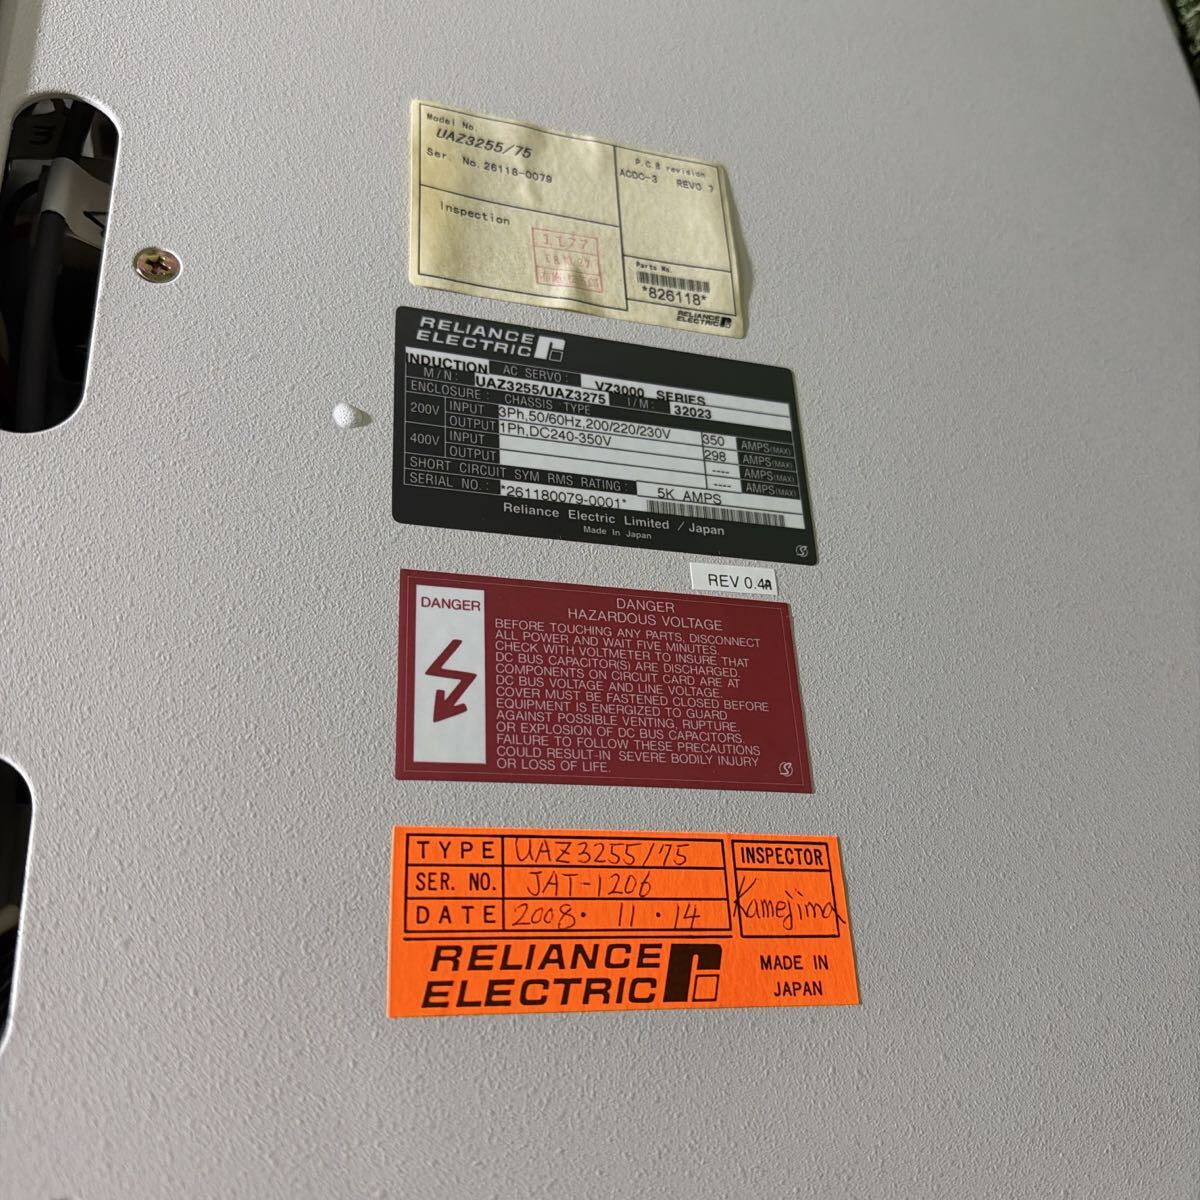 Model No.
UAZ3255/75
Ser. No. 26118-0079
P.C.B revision
ACDC-3 REV0.7
Inspection
Parts No.
*826118*
RELIANCE
ELECTRIC
RELIANCE
ELECTRIC
INDUCTION AC SERVO: VZ3000 SERIES
M/N: UAZ3255/UAZ3275 I/M: 32023
ENCLOSURE: CHASSIS TYPE
200V INPUT 3Ph,50/60Hz,200/220/230V 350 AMPS(MAX)
OUTPUT 1Ph,DC240-350V 298 AMPS(MAX)
400V INPUT ---- AMPS(MAX)
OUTPUT ---- AMPS(MAX)
SHORT CIRCUIT SYM RMS RATING: 5K AMPS
SERIAL NO.: *261180079-0001*
Reliance Electric Limited / Japan
Made in Japan
REV 0.4A
DANGER
DANGER
HAZARDOUS VOLTAGE
BEFORE TOUCHING ANY PARTS, DISCONNECT
ALL POWER AND WAIT FIVE MINUTES.
CHECK WITH VOLTMETER TO INSURE THAT
DC BUS CAPACITOR(S) ARE DISCHARGED.
COMPONENTS ON CIRCUIT CARD ARE AT
DC BUS VOLTAGE AND LINE VOLTAGE.
COVER MUST BE FASTENED CLOSED BEFORE
EQUIPMENT IS ENERGIZED TO GUARD
AGAINST POSSIBLE VENTING, RUPTURE,
OR EXPLOSION OF DC BUS CAPACITORS.
FAILURE TO FOLLOW THESE PRECAUTIONS
COULD RESULT-IN SEVERE BODILY INJURY
OR LOSS OF LIFE.
TYPE UAZ3255/75
SER. NO. JAT-1206
DATE 2008・11・14
INSPECTOR
Kamejima
RELIANCE
ELECTRIC
MADE IN
JAPAN